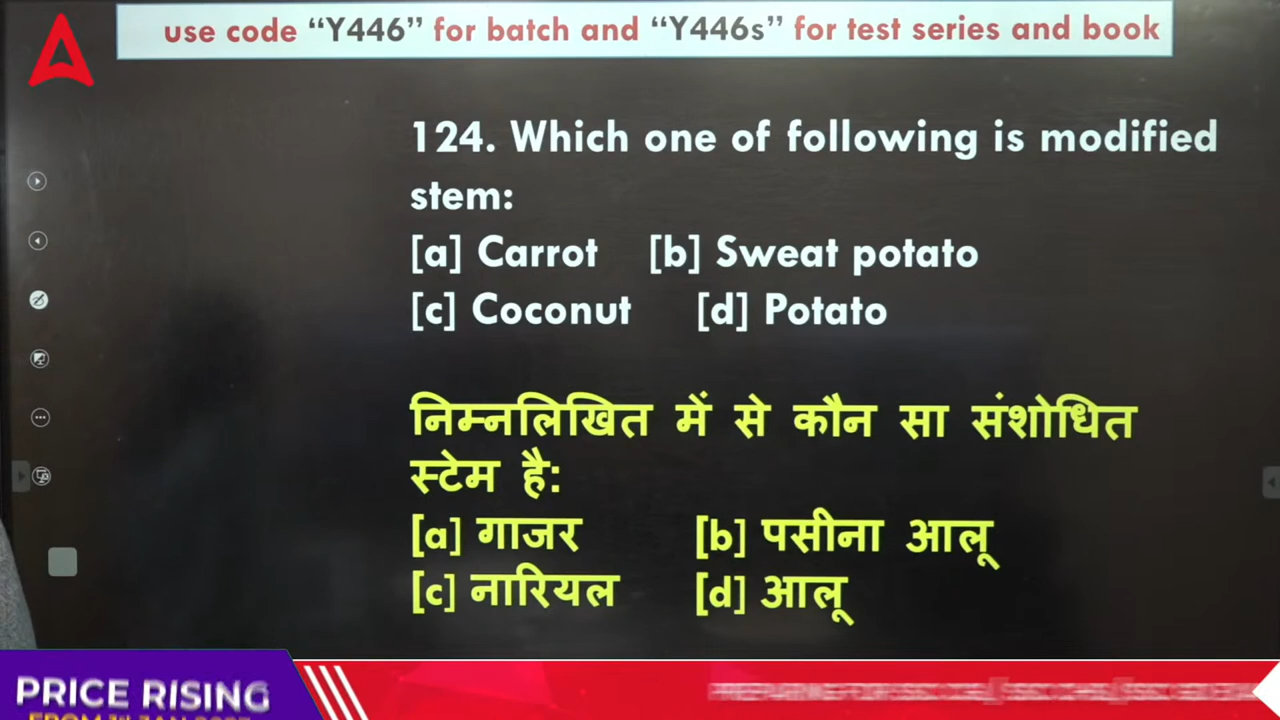 use code “Y446” for batch and “Y446s” for test series and book
124. Which one of following is modified
stem:
[a] Carrot [b] Sweat potato
[c] Coconut [d] Potato
निम्नलिखित में से कौन सा संशोधित
स्टेम है:
[a] गाजर [b] पसीना आलू
[c] नारियल [d] आलू
PRICE RISING